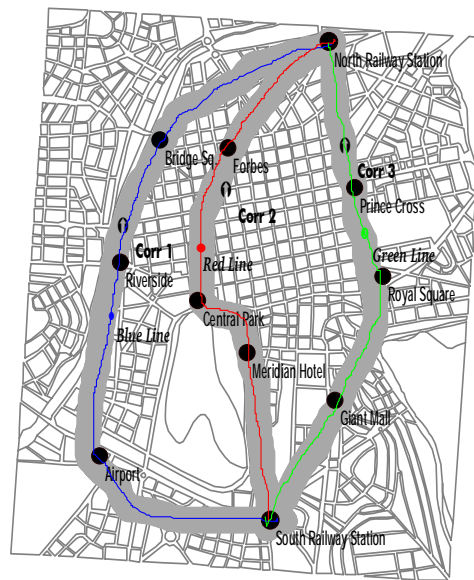 North Railway Station
Bridge Sq.
Forbes
Corr 3
Prince Cross
Corr 2
Corr 1
Green Line
Red Line
Riverside
Royal Square
Central Park
Blue Line
Meridian Hotel
Giant Mall
Airport
South Railway Station